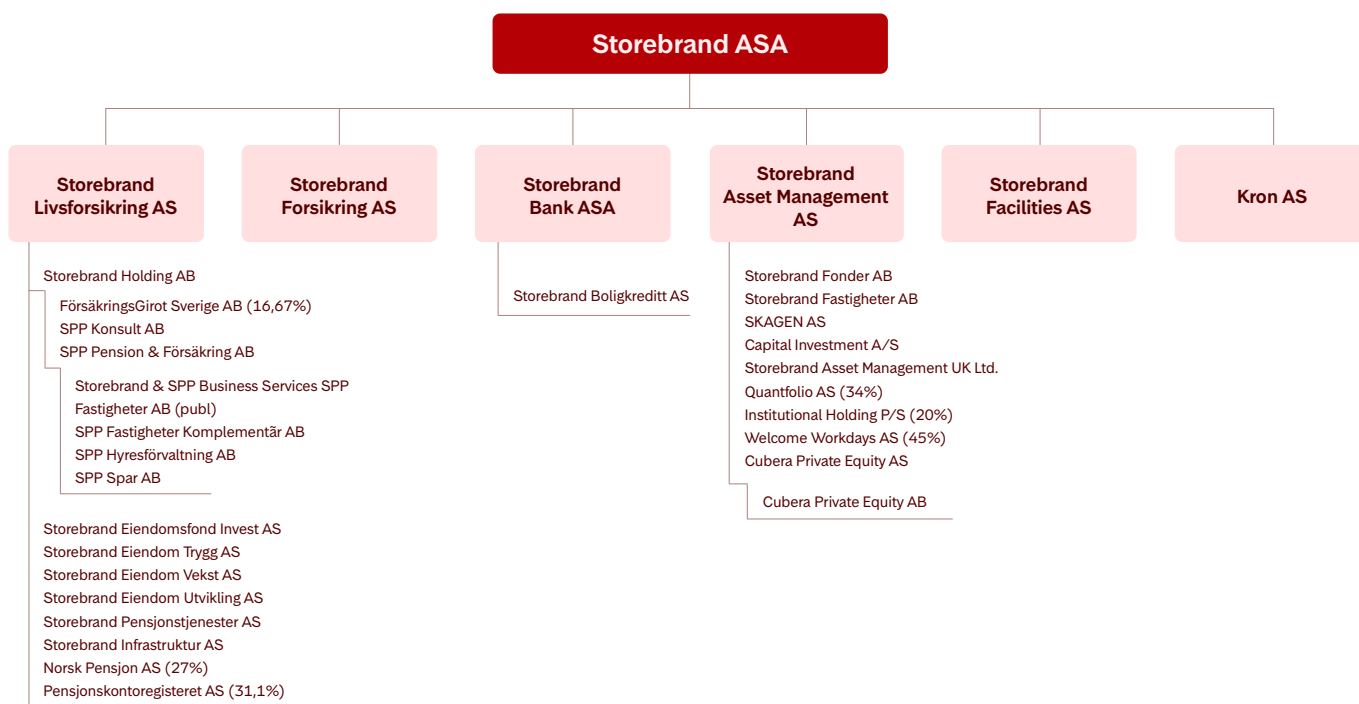 Storebrand ASA
Storebrand
Livsforsikring AS
Storebrand
Forsikring AS
Storebrand
Bank ASA
Storebrand
Asset Management
AS
Storebrand
Facilities AS
Kron AS
Storebrand Holding AB
FörsäkringsGirot Sverige AB (16,67%)
SPP Konsult AB
SPP Pension & Försäkring AB
Storebrand & SPP Business Services SPP
Fastigheter AB (publ)
SPP Fastigheter Komplementär AB
SPP Hyresförvaltning AB
SPP Spar AB
Storebrand Eiendomsfond Invest AS
Storebrand Eiendom Trygg AS
Storebrand Eiendom Vekst AS
Storebrand Eiendom Utvikling AS
Storebrand Pensjonstjenester AS
Storebrand Infrastruktur AS
Norsk Pensjon AS (27%)
Pensjonskontoregisteret AS (31,1%)
Storebrand Boligkreditt AS
Storebrand Fonder AB
Storebrand Fastigheter AB
SKAGEN AS
Capital Investment A/S
Storebrand Asset Management UK Ltd.
Quantfolio AS (34%)
Institutional Holding P/S (20%)
Welcome Workdays AS (45%)
Cubera Private Equity AS
Cubera Private Equity AB